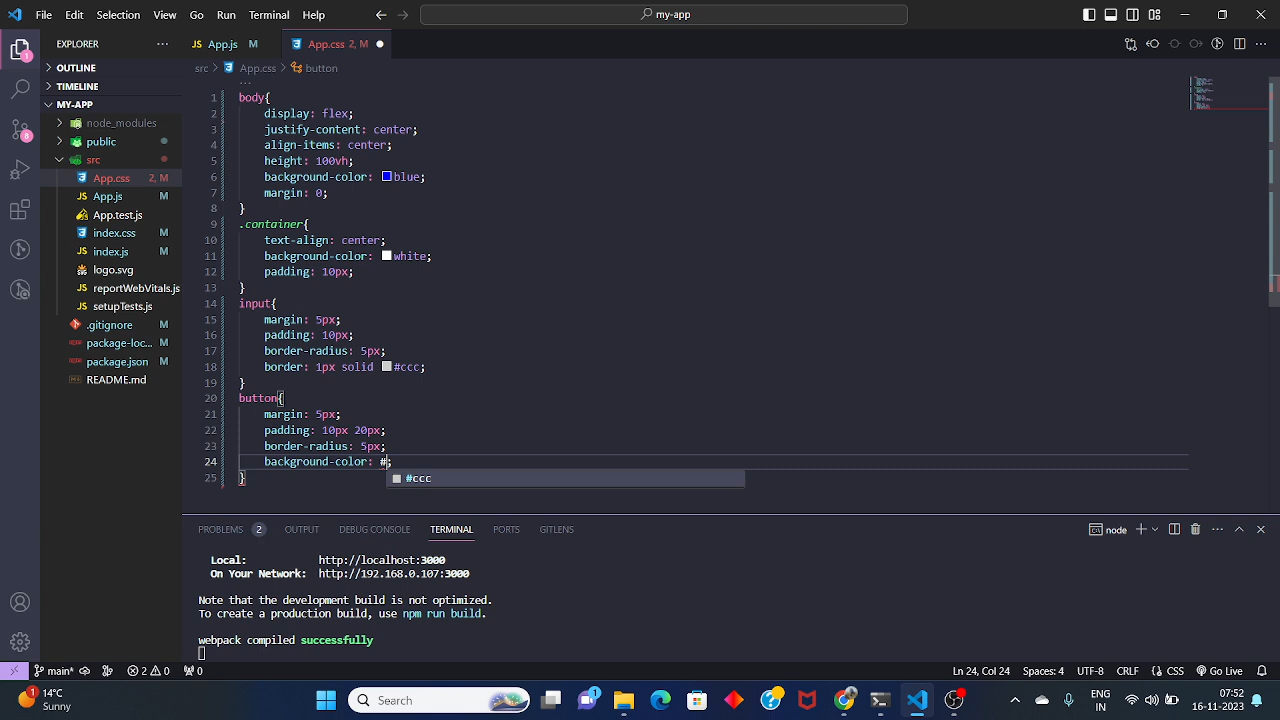 File Edit Selection View Go Run Terminal Help my-app
EXPLORER
OUTLINE
TIMELINE
MY-APP
node_modules
public
src
App.css 2, M
App.js M
App.test.js
index.css M
index.js M
logo.svg
reportWebVitals.js
setupTests.js
.gitignore M
package-loc... M
package.json M
README.md
1
8
App.js M App.css 2, M
src > App.css > button
1 body{
2 display: flex;
3 justify-content: center;
4 align-items: center;
5 height: 100vh;
6 background-color: blue;
7 margin: 0;
8 }
9 .container{
10 text-align: center;
11 background-color: white;
12 padding: 10px;
13 }
14 input{
15 margin: 5px;
16 padding: 10px;
17 border-radius: 5px;
18 border: 1px solid #ccc;
19 }
20 button{
21 margin: 5px;
22 padding: 10px 20px;
23 border-radius: 5px;
24 background-color: #;
#ccc
25 }
PROBLEMS 2 OUTPUT DEBUG CONSOLE TERMINAL PORTS GITLENS
node
Local: http://localhost:3000
On Your Network: http://192.168.0.107:3000
Note that the development build is not optimized.
To create a production build, use npm run build.
webpack compiled successfully
main* 2 0 0 Ln 24, Col 24 Spaces: 4 UTF-8 CRLF CSS Go Live
1
14°C
Sunny
Search
1
ENG
IN
07:52
16-11-2023